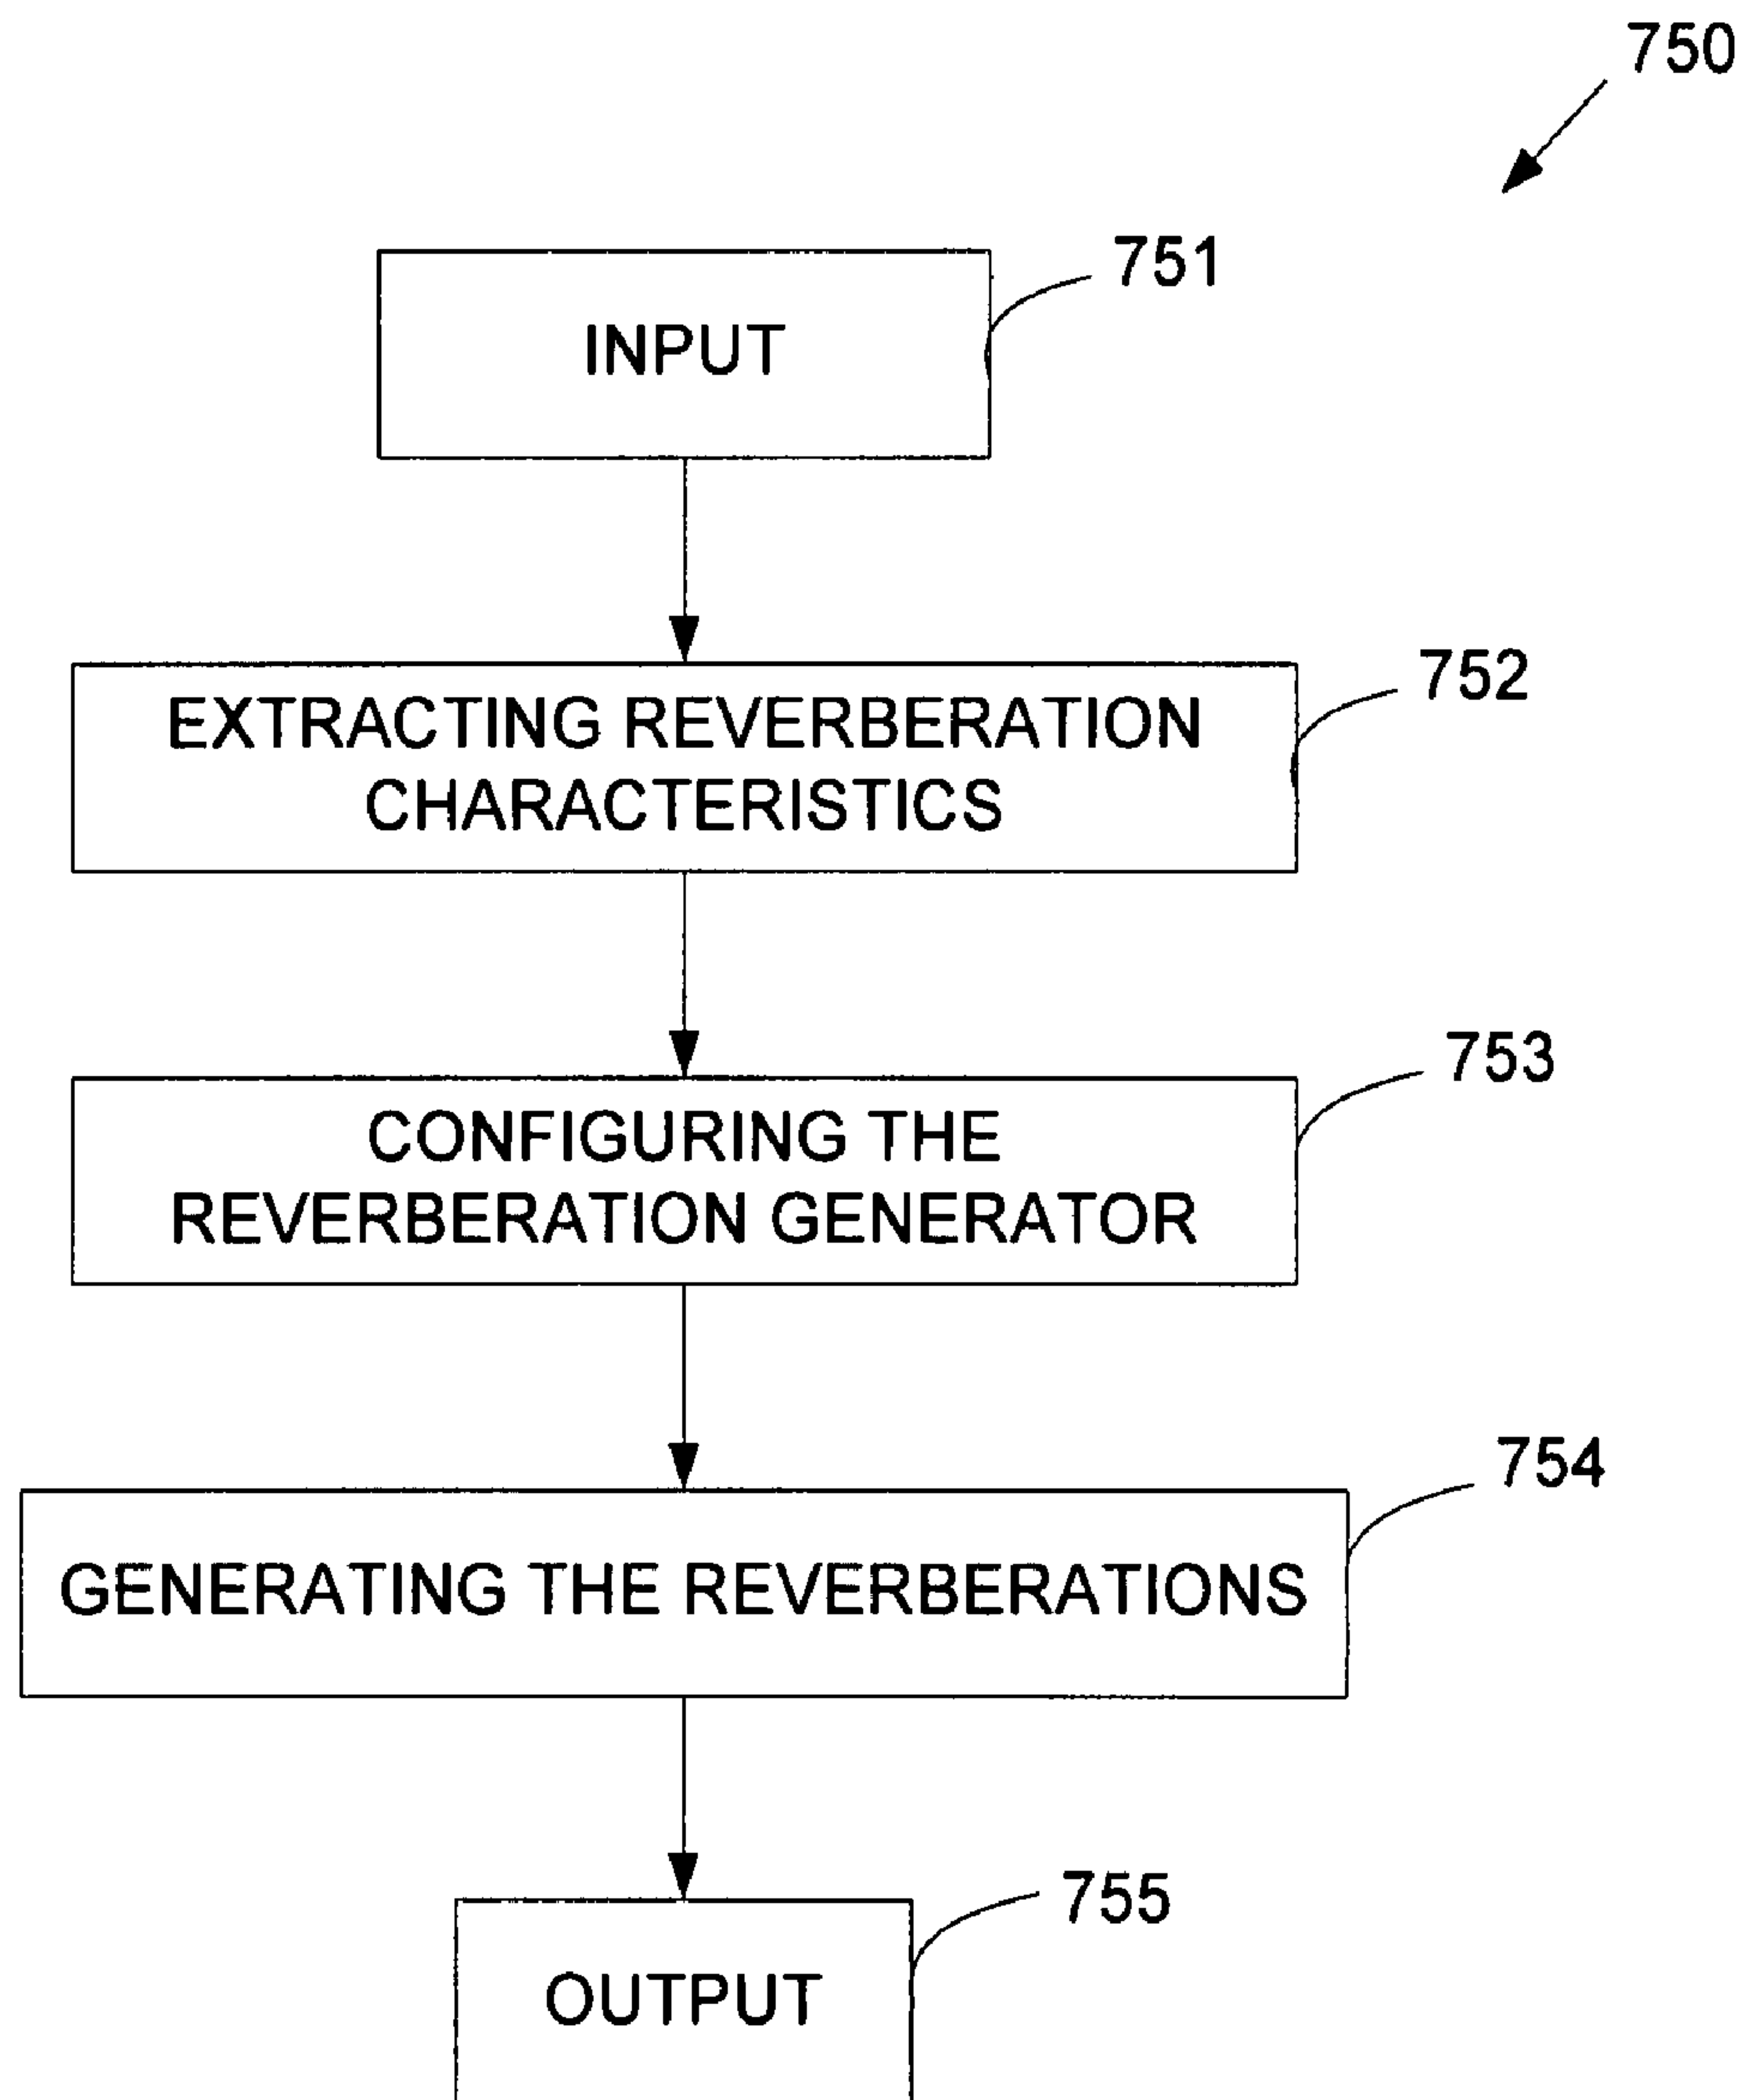 750
751
INPUT
752
EXTRACTING REVERBERATION
CHARACTERISTICS
753
CONFIGURING THE
REVERBERATION GENERATOR
754
GENERATING THE REVERBERATIONS
755
OUTPUT